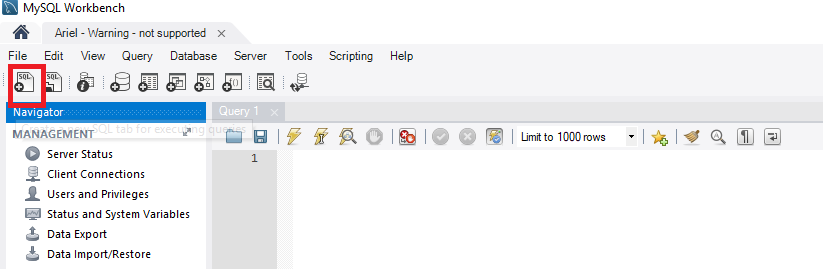 MySQL Workbench
Ariel - Warning - not supported
File Edit View Query Database Server Tools Scripting Help
SQL SQL
Navigator Query 1
SQL tab for executing queries
MANAGEMENT
Limit to 1000 rows
1
Server Status
Client Connections
Users and Privileges
Status and System Variables
Data Export
Data Import/Restore